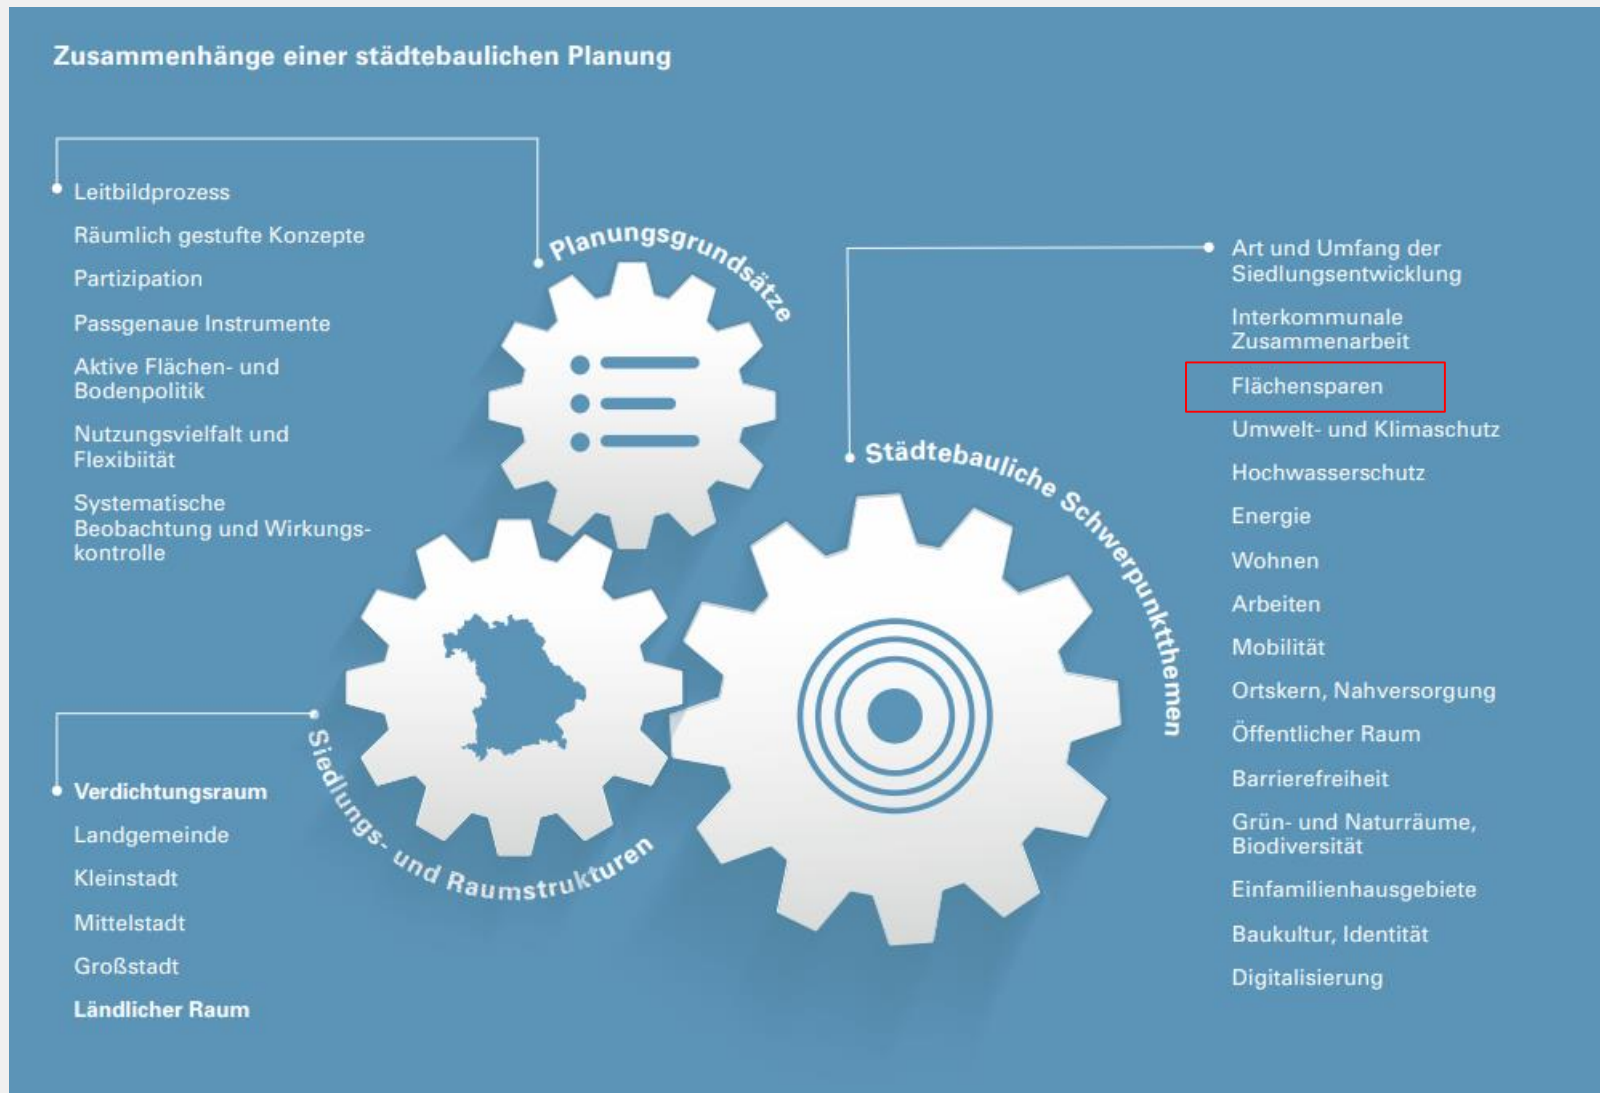 Zusammenhänge einer städtebaulichen Planung
Leitbildprozess
Räumlich gestufte Konzepte
Partizipation
Passgenaue Instrumente
Aktive Flächen- und
Bodenpolitik
Nutzungsvielfalt und
Flexibiität
Systematische
Beobachtung und Wirkungs-
kontrolle
Planungsgrundsätze
Städtebauliche Schwerpunktthemen
Art und Umfang der
Siedlungsentwicklung
Interkommunale
Zusammenarbeit
Flächensparen
Umwelt- und Klimaschutz
Hochwasserschutz
Energie
Wohnen
Arbeiten
Mobilität
Ortskern, Nahversorgung
Öffentlicher Raum
Barrierefreiheit
Grün- und Naturräume,
Biodiversität
Einfamilienhausgebiete
Baukultur, Identität
Digitalisierung
Siedlungs- und Raumstrukturen
Verdichtungsraum
Landgemeinde
Kleinstadt
Mittelstadt
Großstadt
Ländlicher Raum